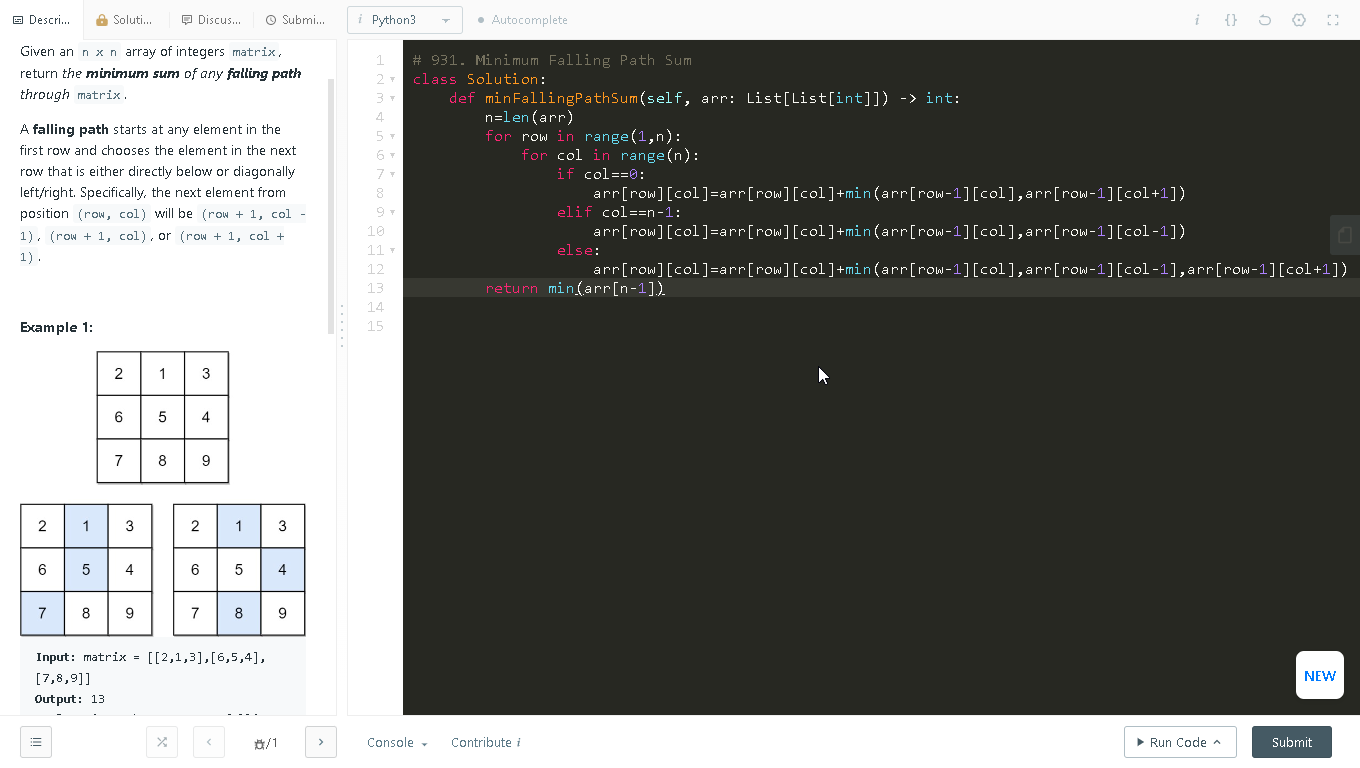 Descri...
Soluti...
Discus...
Submi...
i Python3
Autocomplete
i {}
Given an n x n array of integers matrix,
return the minimum sum of any falling path
through matrix.
A falling path starts at any element in the
first row and chooses the element in the next
row that is either directly below or diagonally
left/right. Specifically, the next element from
position (row, col) will be (row + 1, col -
1), (row + 1, col), or (row + 1, col +
1).
Example 1:
2 1 3
6 5 4
7 8 9
2 1 3
6 5 4
7 8 9
2 1 3
6 5 4
7 8 9
Input: matrix = [[2,1,3],[6,5,4],
[7,8,9]]
Output: 13
1 # 931. Minimum Falling Path Sum
2 class Solution:
3 def minFallingPathSum(self, arr: List[List[int]]) -> int:
4 n=len(arr)
5 for row in range(1,n):
6 for col in range(n):
7 if col==0:
8 arr[row][col]=arr[row][col]+min(arr[row-1][col],arr[row-1][col+1])
9 elif col==n-1:
10 arr[row][col]=arr[row][col]+min(arr[row-1][col],arr[row-1][col-1])
11 else:
12 arr[row][col]=arr[row][col]+min(arr[row-1][col],arr[row-1][col-1],arr[row-1][col+1])
13 return min(arr[n-1])
14
15
NEW
/1
Console
Contribute i
Run Code
Submit